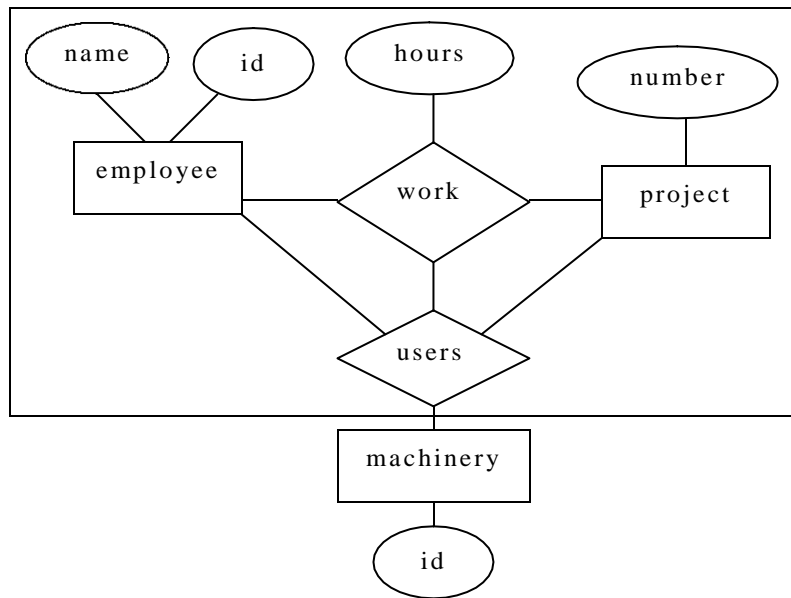 name
id
hours
number
employee
work
project
users
machinery
id